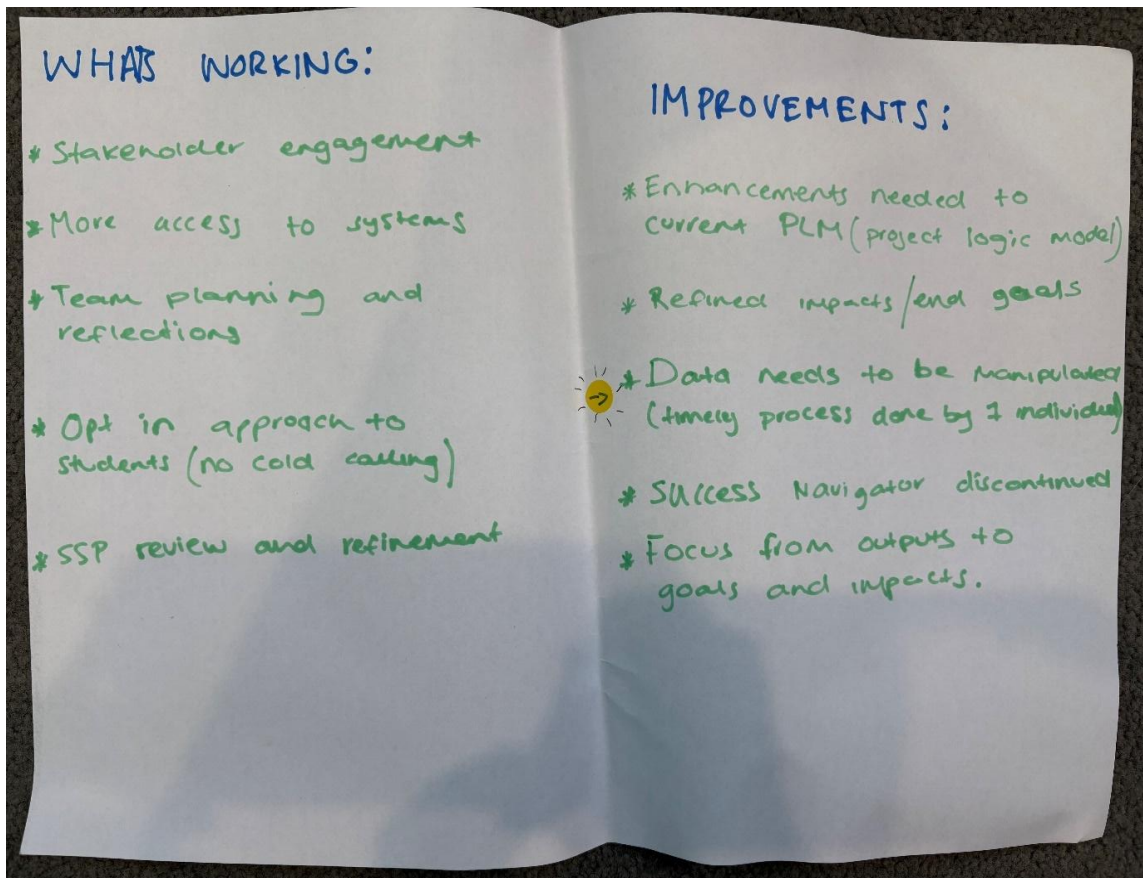 WHATS WORKING:
* Stakeholder engagement
* More access to systems
* Team planning and
reflections
* Opt in approach to
students (no cold calling)
* SSP review and refinement
IMPROVEMENTS:
* Enhancements needed to
current PLM (project logic model)
* Refined impacts/end goals
* Data needs to be manipulated
(timely process done by 1 individual)
* Success Navigator discontinued
* Focus from outputs to
goals and impacts.